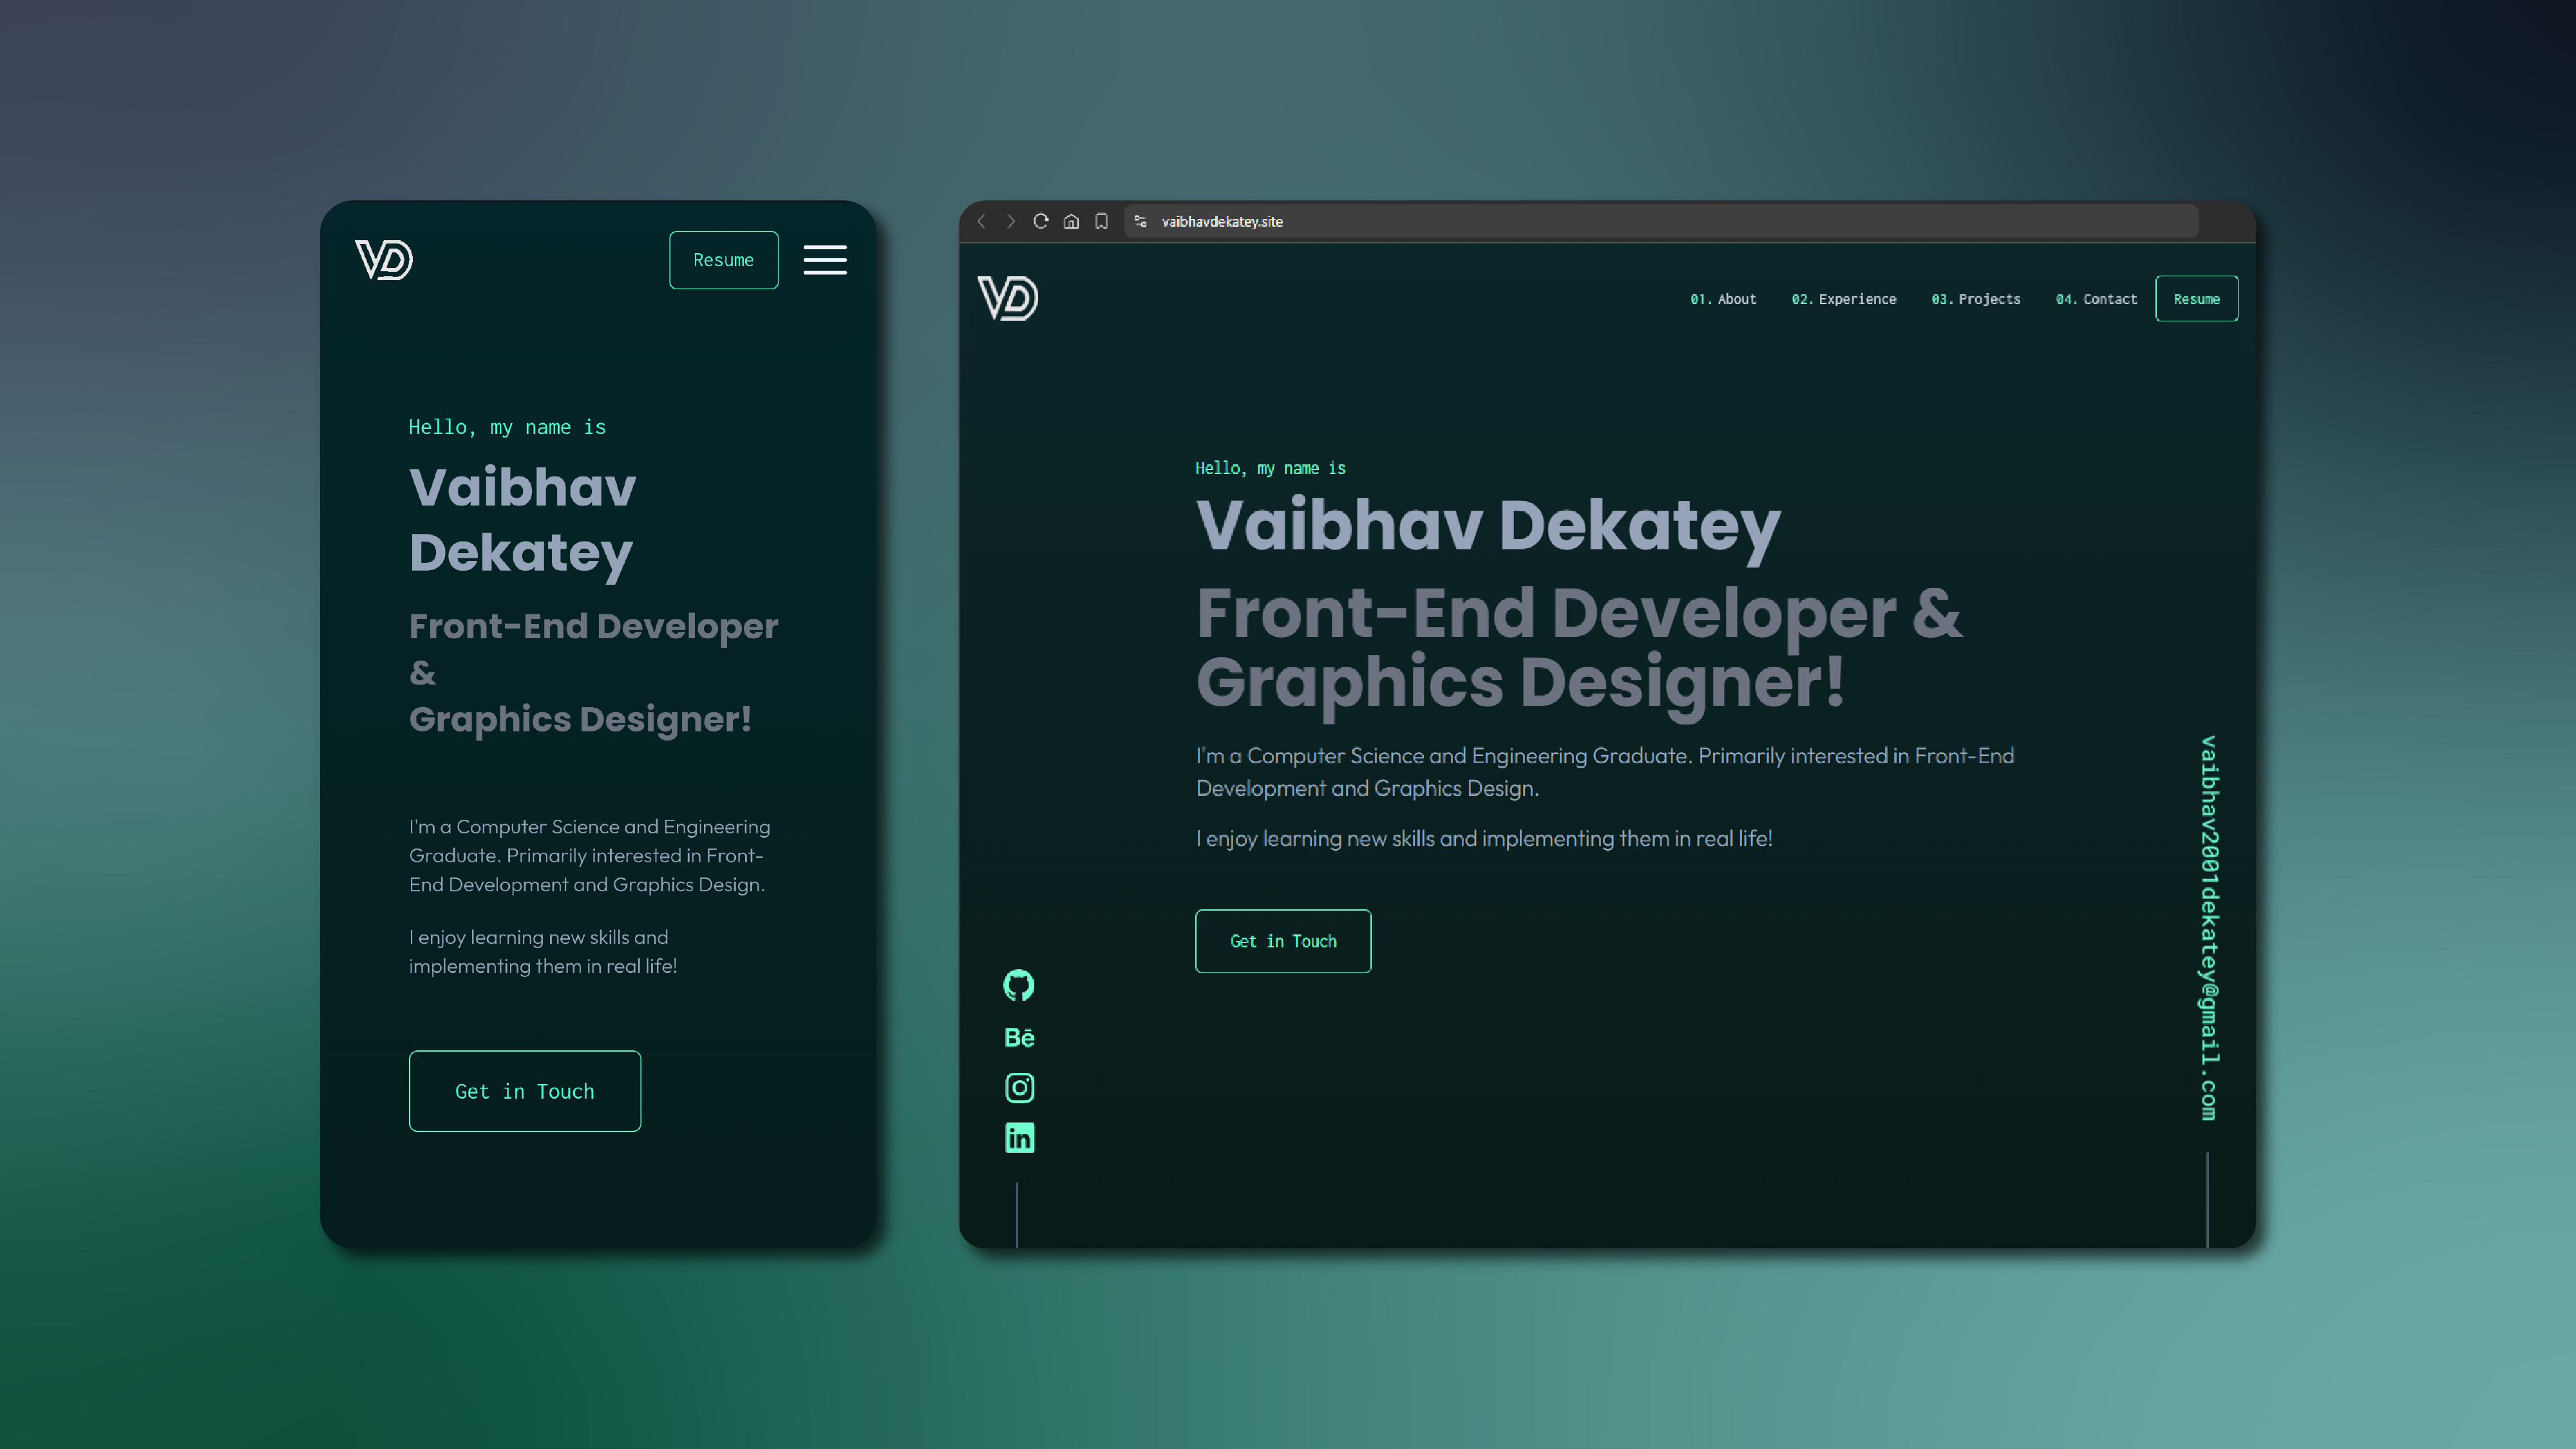 VD
Resume
Hello, my name is
Vaibhav
Dekatey
Front-End Developer
&
Graphics Designer!
I'm a Computer Science and Engineering
Graduate. Primarily interested in Front-
End Development and Graphics Design.
I enjoy learning new skills and
implementing them in real life!
Get in Touch
vaibhavdekatey.site
VD
01. About 02. Experience 03. Projects 04. Contact Resume
Hello, my name is
Vaibhav Dekatey
Front-End Developer &
Graphics Designer!
I'm a Computer Science and Engineering Graduate. Primarily interested in Front-End
Development and Graphics Design.
I enjoy learning new skills and implementing them in real life!
Get in Touch
Bē
in
vaibhav2001dekatey@gmail.com